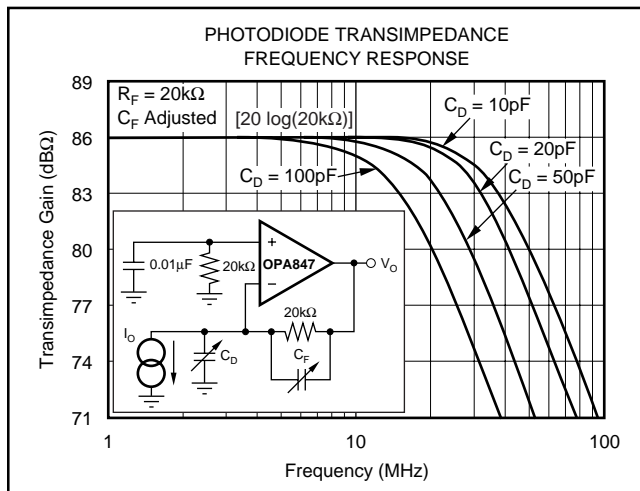 PHOTODIODE TRANSIMPEDANCE
FREQUENCY RESPONSE
89
86
83
80
77
74
71
Transimpedance Gain (dBΩ)
R_F = 20kΩ
C_F Adjusted
[20 log(20kΩ)]
C_D = 10pF
C_D = 20pF
C_D = 50pF
C_D = 100pF
0.01µF
20kΩ
+
OPA847
−
V_O
20kΩ
I_O
C_D
C_F
1
10
100
Frequency (MHz)